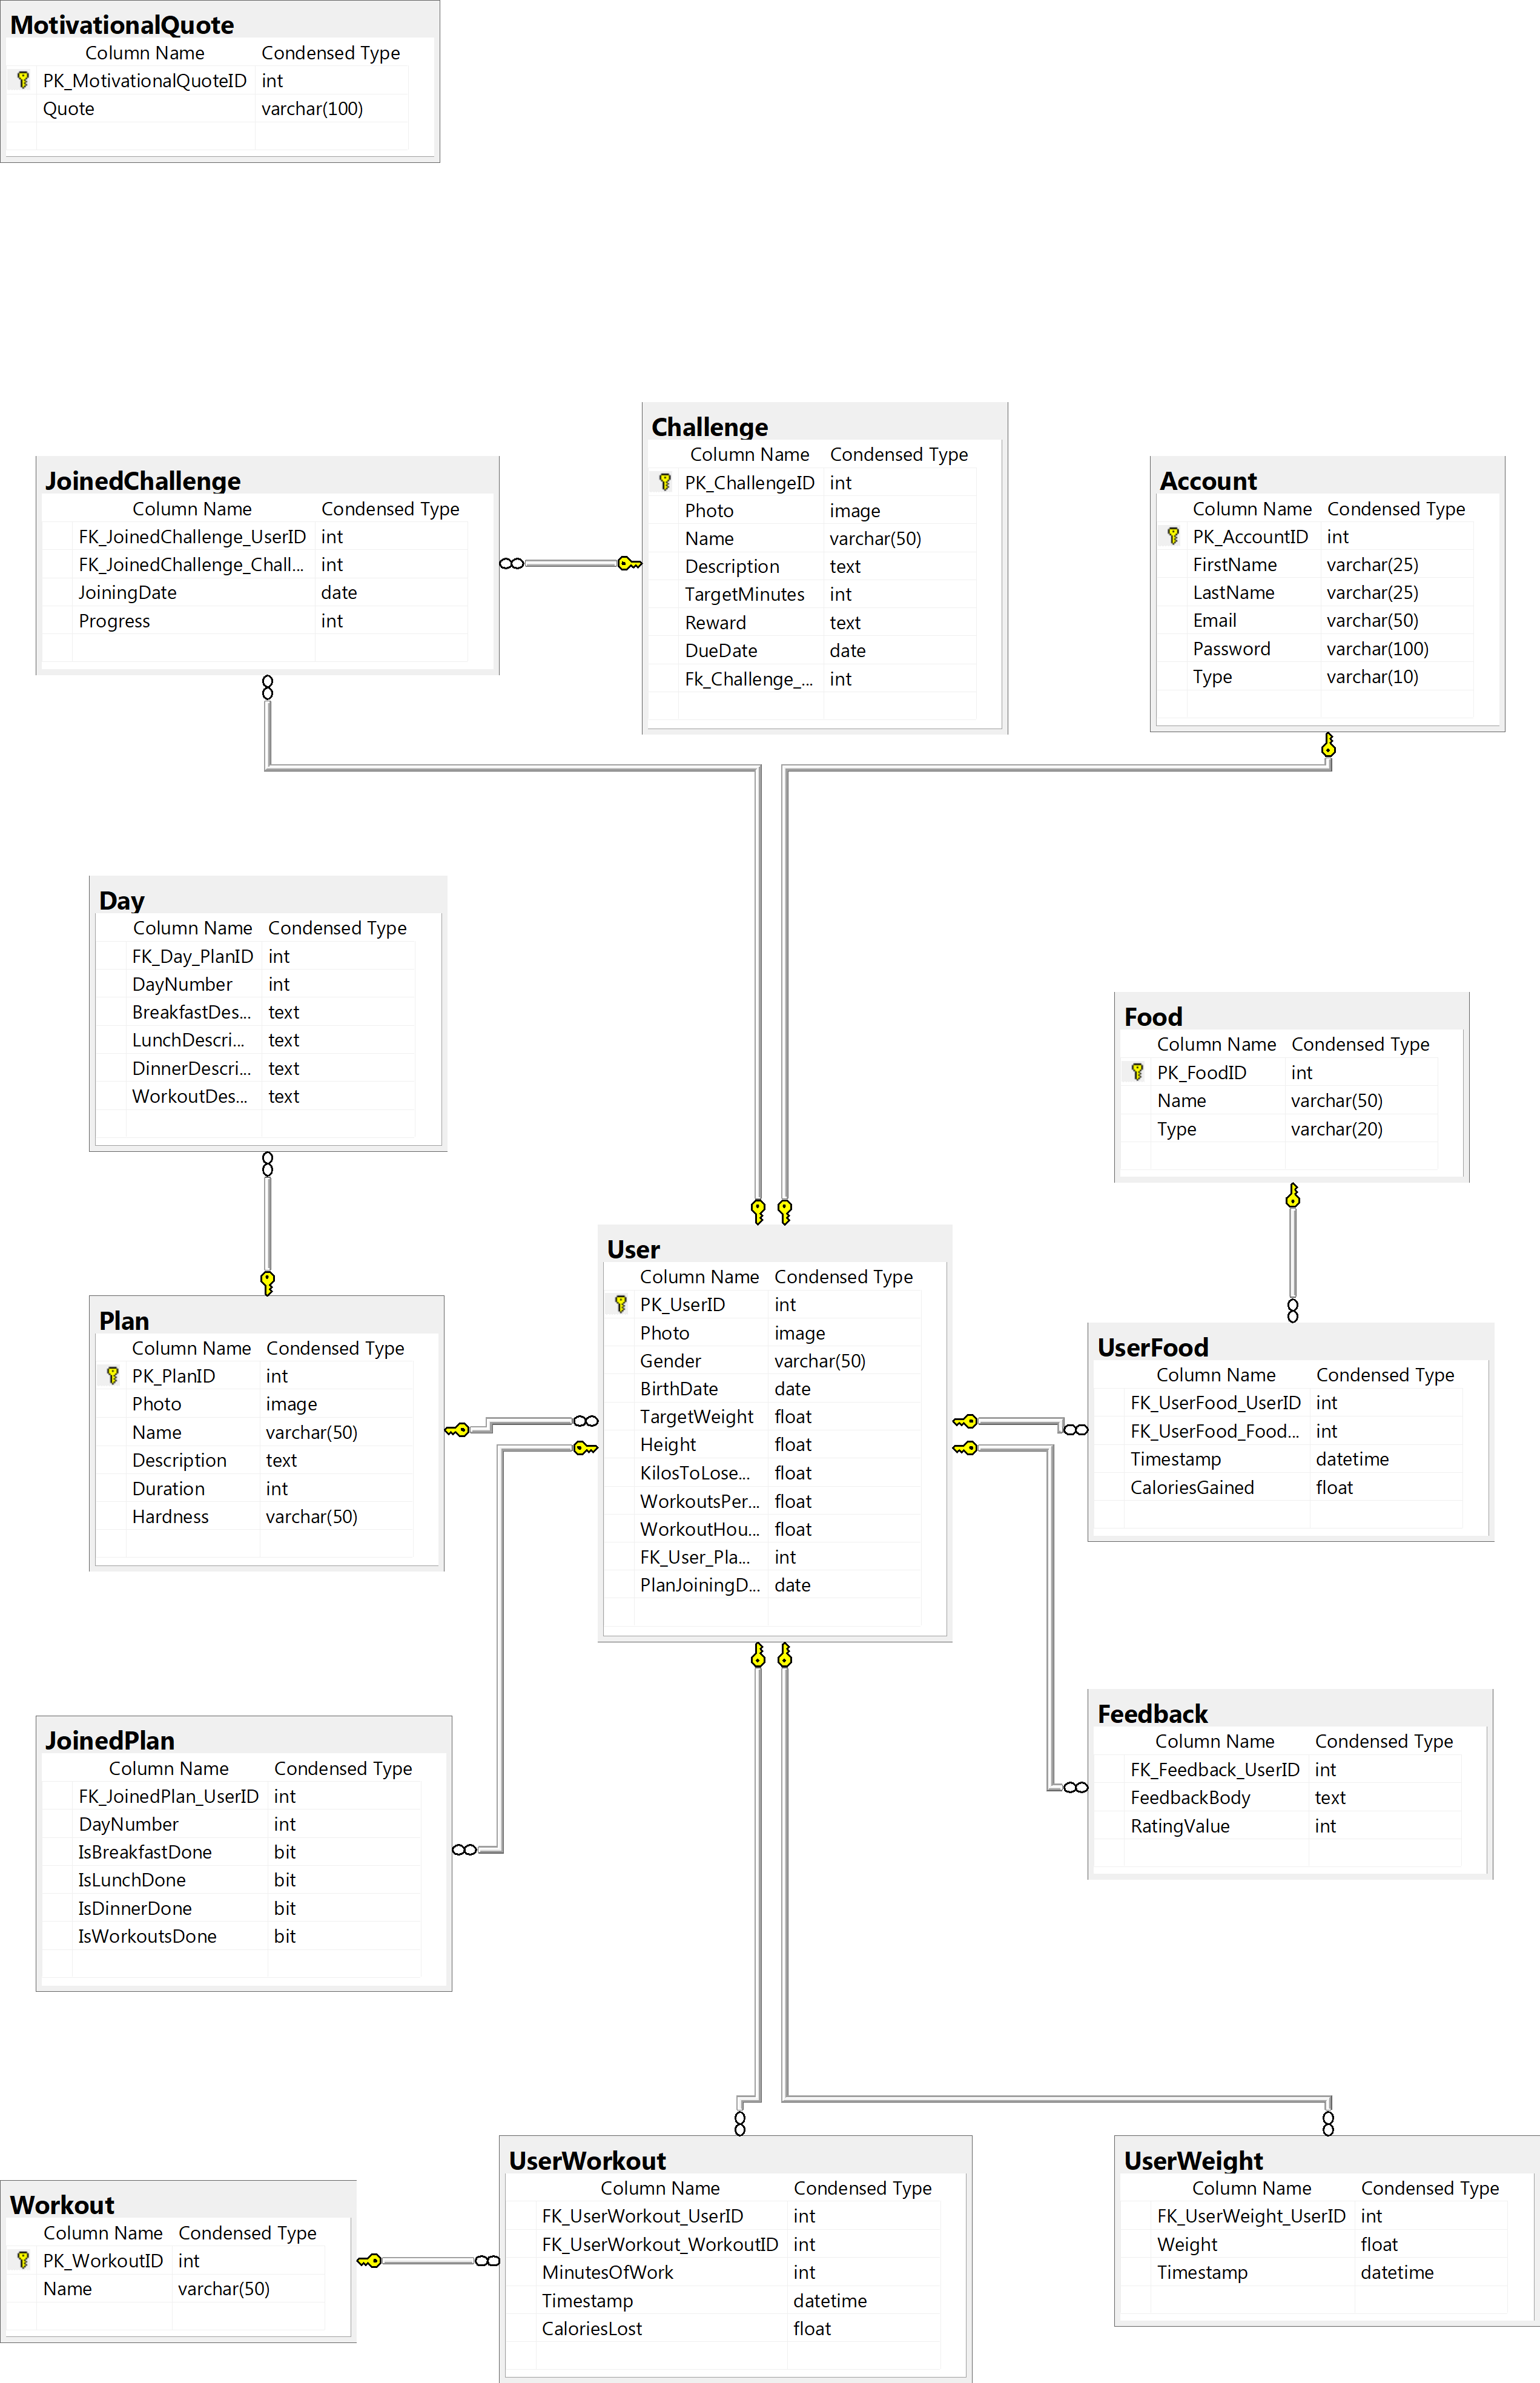 MotivationalQuote
Column Name Condensed Type
PK_MotivationalQuoteID int
Quote varchar(100)
Challenge
Column Name Condensed Type
PK_ChallengeID int
Photo image
Name varchar(50)
Description text
TargetMinutes int
Reward text
DueDate date
Fk_Challenge_... int
JoinedChallenge
Column Name Condensed Type
FK_JoinedChallenge_UserID int
FK_JoinedChallenge_Chall... int
JoiningDate date
Progress int
Account
Column Name Condensed Type
PK_AccountID int
FirstName varchar(25)
LastName varchar(25)
Email varchar(50)
Password varchar(100)
Type varchar(10)
Day
Column Name Condensed Type
FK_Day_PlanID int
DayNumber int
BreakfastDes... text
LunchDescri... text
DinnerDescri... text
WorkoutDes... text
Food
Column Name Condensed Type
PK_FoodID int
Name varchar(50)
Type varchar(20)
User
Column Name Condensed Type
PK_UserID int
Photo image
Gender varchar(50)
BirthDate date
TargetWeight float
Height float
KilosToLose... float
WorkoutsPer... float
WorkoutHou... float
FK_User_Pla... int
PlanJoiningD... date
Plan
Column Name Condensed Type
PK_PlanID int
Photo image
Name varchar(50)
Description text
Duration int
Hardness varchar(50)
UserFood
Column Name Condensed Type
FK_UserFood_UserID int
FK_UserFood_Food... int
Timestamp datetime
CaloriesGained float
Feedback
Column Name Condensed Type
FK_Feedback_UserID int
FeedbackBody text
RatingValue int
JoinedPlan
Column Name Condensed Type
FK_JoinedPlan_UserID int
DayNumber int
IsBreakfastDone bit
IsLunchDone bit
IsDinnerDone bit
IsWorkoutsDone bit
UserWorkout
Column Name Condensed Type
FK_UserWorkout_UserID int
FK_UserWorkout_WorkoutID int
MinutesOfWork int
Timestamp datetime
CaloriesLost float
UserWeight
Column Name Condensed Type
FK_UserWeight_UserID int
Weight float
Timestamp datetime
Workout
Column Name Condensed Type
PK_WorkoutID int
Name varchar(50)